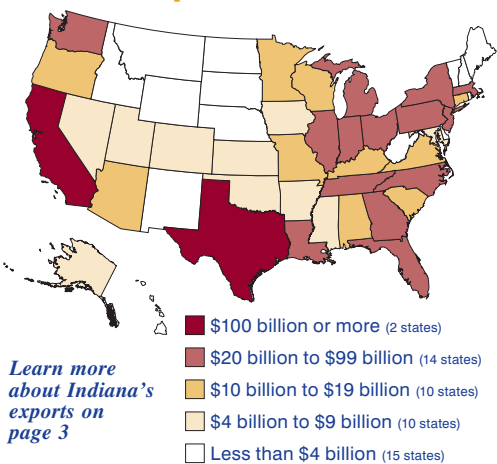 $100 billion or more (2 states)
$20 billion to $99 billion (14 states)
$10 billion to $19 billion (10 states)
$4 billion to $9 billion (10 states)
Less than $4 billion (15 states)
Learn more
about Indiana's
exports on
page 3